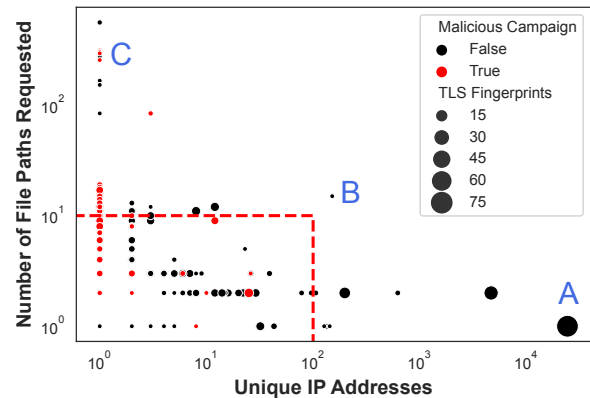 Number of File Paths Requested
10^2
10^1
10^0
C
B
A
Malicious Campaign
False
True
TLS Fingerprints
15
30
45
60
75
10^0
10^1
10^2
10^3
10^4
Unique IP Addresses